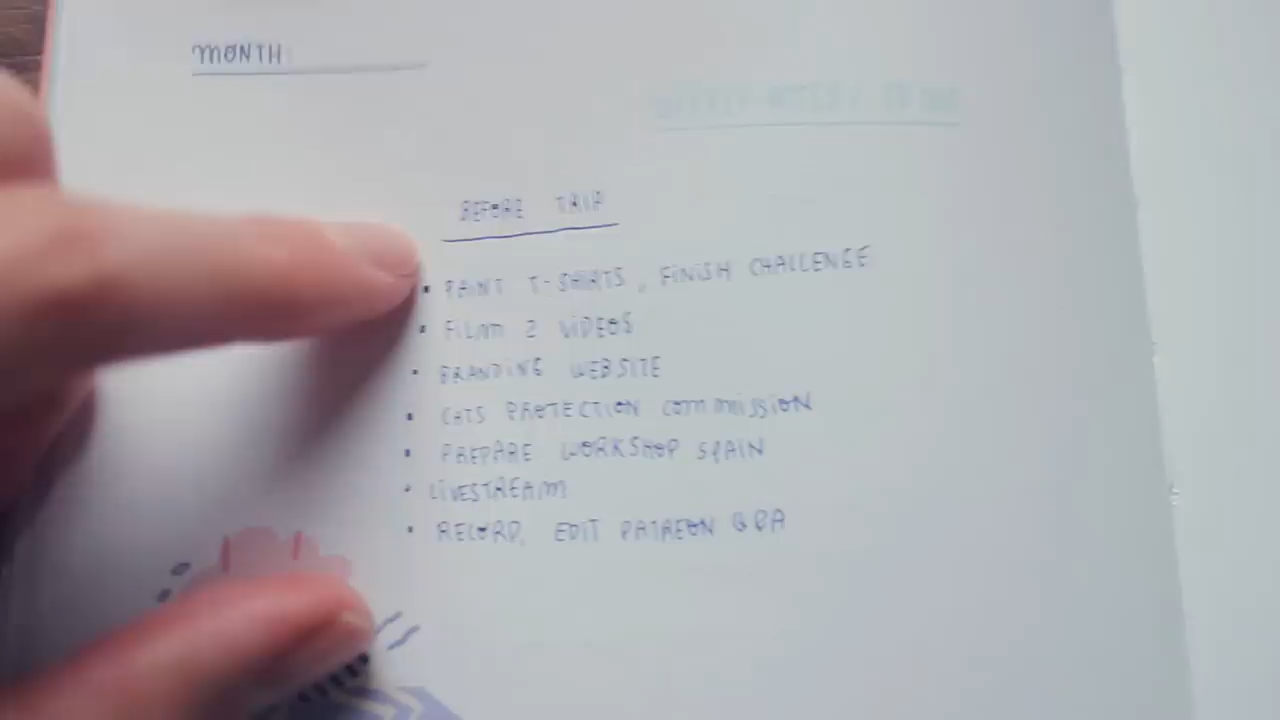 MONTH
BEFORE TRIP
• PAINT T-SHIRTS, FINISH CHALLENGE
• FILM 2 VIDEOS
• BRANDING WEBSITE
• CATS PROTECTION COMMISSION
• PREPARE WORKSHOP SPAIN
• LIVESTREAM
• RECORD, EDIT PATREON Q&A